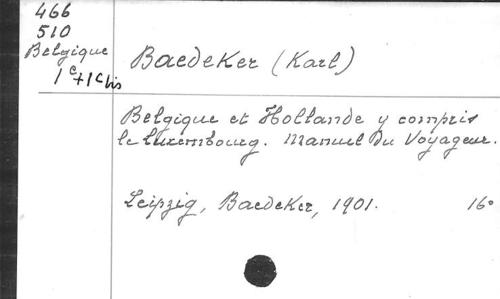 466
510
Belgique
1c+1c bis
Baedeker (Karl)
Belgique et Hollande y compris
le Luxembourg. Manuel du Voyageur.
Leipzig, Baedeker, 1901. 16°